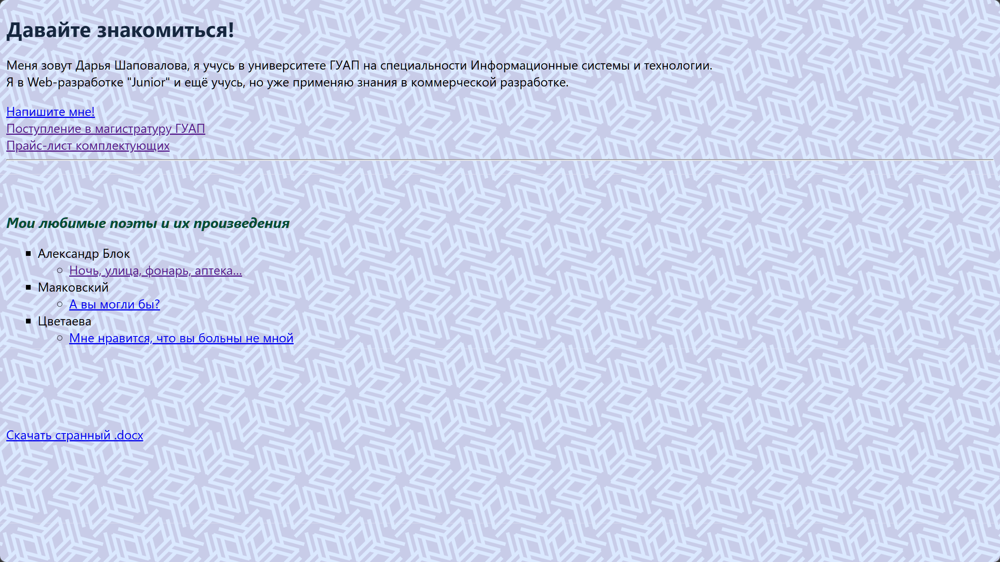 Давайте знакомиться!
Меня зовут Дарья Шаповалова, я учусь в университете ГУАП на специальности Информационные системы и технологии.
Я в Web-разработке "Junior" и ещё учусь, но уже применяю знания в коммерческой разработке.
Напишите мне!
Поступление в магистратуру ГУАП
Прайс-лист комплектующих
Мои любимые поэты и их произведения
Александр Блок
Ночь, улица, фонарь, аптека...
Маяковский
А вы могли бы?
Цветаева
Мне нравится, что вы больны не мной
Скачать странный .docx